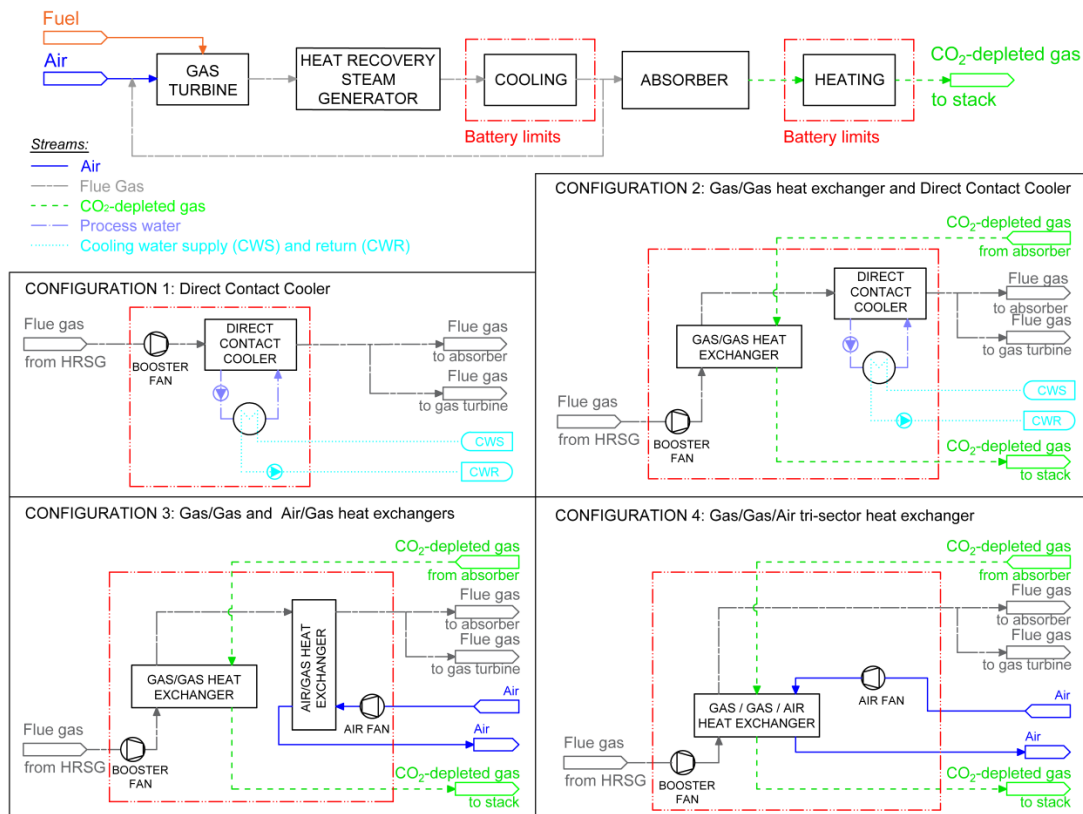 Fuel
Air
GAS
TURBINE
HEAT RECOVERY
STEAM
GENERATOR
COOLING
Battery limits
ABSORBER
HEATING
Battery limits
CO₂-depleted gas
to stack
Streams:
Air
Flue Gas
CO₂-depleted gas
Process water
Cooling water supply (CWS) and return (CWR)
CONFIGURATION 1: Direct Contact Cooler
Flue gas
from HRSG
BOOSTER
FAN
DIRECT
CONTACT
COOLER
Flue gas
to absorber
Flue gas
to gas turbine
CWS
CWR
CONFIGURATION 2: Gas/Gas heat exchanger and Direct Contact Cooler
CO₂-depleted gas
from absorber
DIRECT
CONTACT
COOLER
Flue gas
to absorber
Flue gas
to gas turbine
GAS/GAS HEAT
EXCHANGER
CWS
CWR
Flue gas
from HRSG
BOOSTER
FAN
CO₂-depleted gas
to stack
CONFIGURATION 3: Gas/Gas and Air/Gas heat exchangers
CO₂-depleted gas
from absorber
Flue gas
to absorber
Flue gas
to gas turbine
GAS/GAS HEAT
EXCHANGER
AIR/GAS HEAT
EXCHANGER
AIR FAN
Air
Air
Flue gas
from HRSG
BOOSTER
FAN
CO₂-depleted gas
to stack
CONFIGURATION 4: Gas/Gas/Air tri-sector heat exchanger
CO₂-depleted gas
from absorber
Flue gas
to absorber
Flue gas
to gas turbine
GAS / GAS / AIR
HEAT EXCHANGER
AIR FAN
Air
Air
Flue gas
from HRSG
BOOSTER
FAN
CO₂-depleted gas
to stack